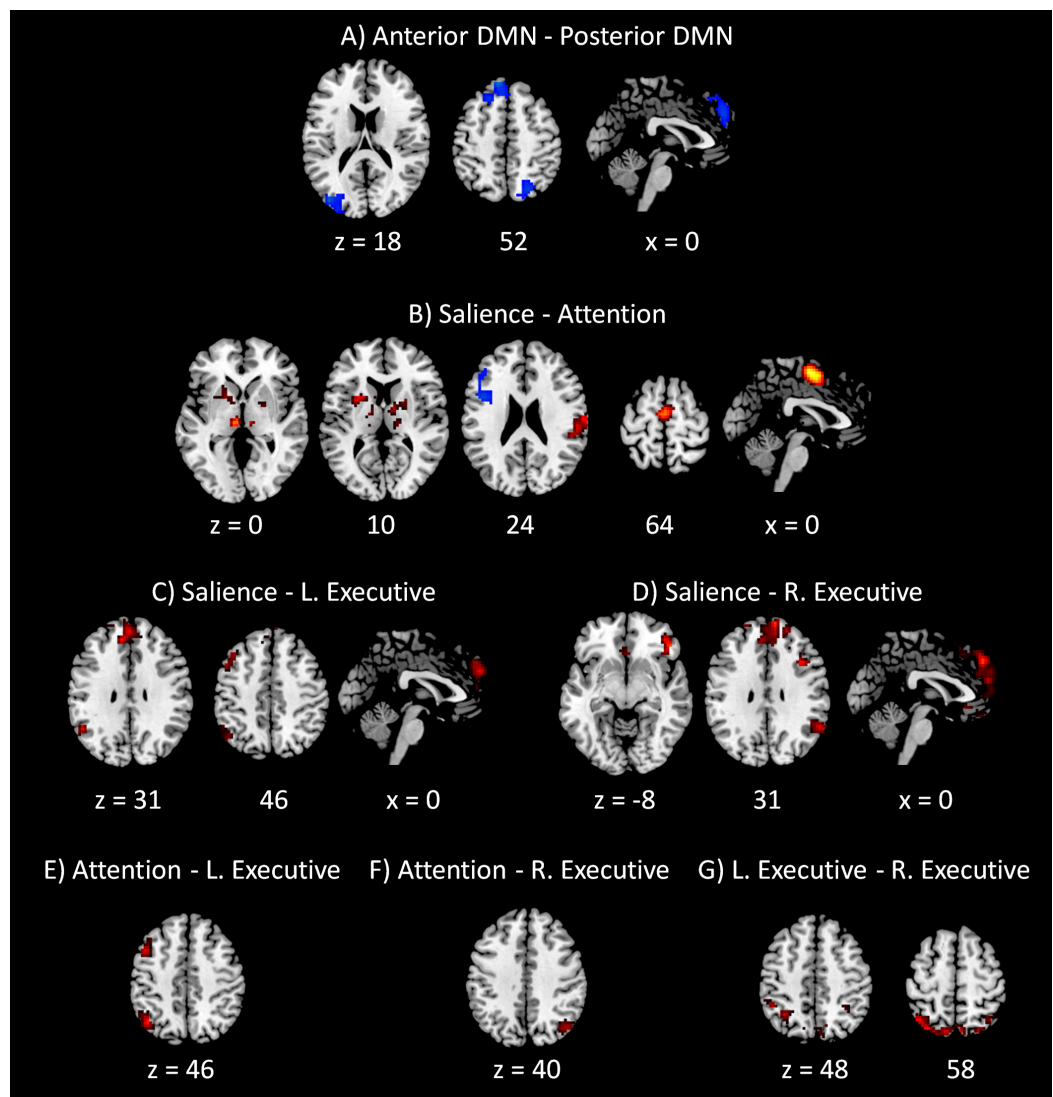 A) Anterior DMN - Posterior DMN
z = 18 52 x = 0
B) Salience - Attention
z = 0 10 24 64 x = 0
C) Salience - L. Executive D) Salience - R. Executive
z = 31 46 x = 0 z = -8 31 x = 0
E) Attention - L. Executive F) Attention - R. Executive G) L. Executive - R. Executive
z = 46 z = 40 z = 48 58